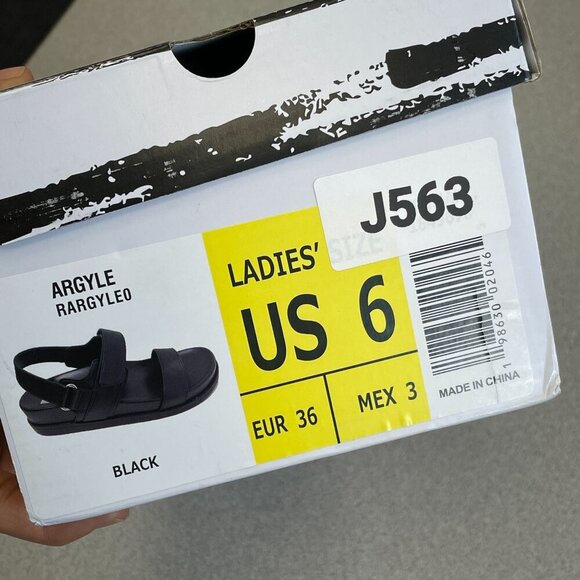 J563
ARGYLE
RARGYLE0
BLACK
LADIES' SIZE
US 6
EUR 36
MEX 3
MADE IN CHINA